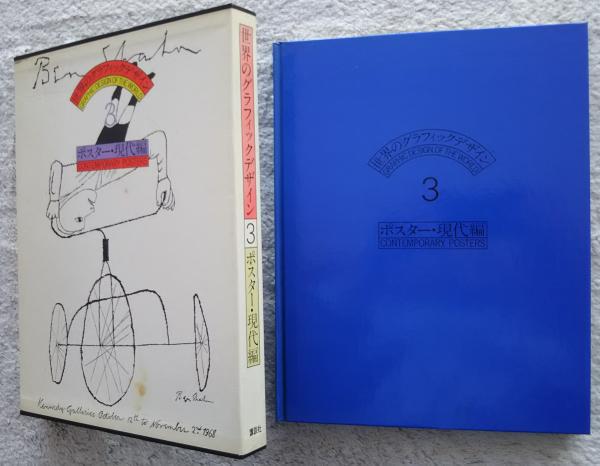 Ben Shahn
世界のグラフィックデザイン
GRAPHIC DESIGN OF THE WORLD
3
ポスター・現代編
CONTEMPORARY POSTERS
Ben Shahn
Kennedy Galleries October 12th to November 2nd 1968
世界のグラフィックデザイン 3 ポスター・現代編
講談社
世界のグラフィックデザイン
GRAPHIC DESIGN OF THE WORLD
3
ポスター・現代編
CONTEMPORARY POSTERS